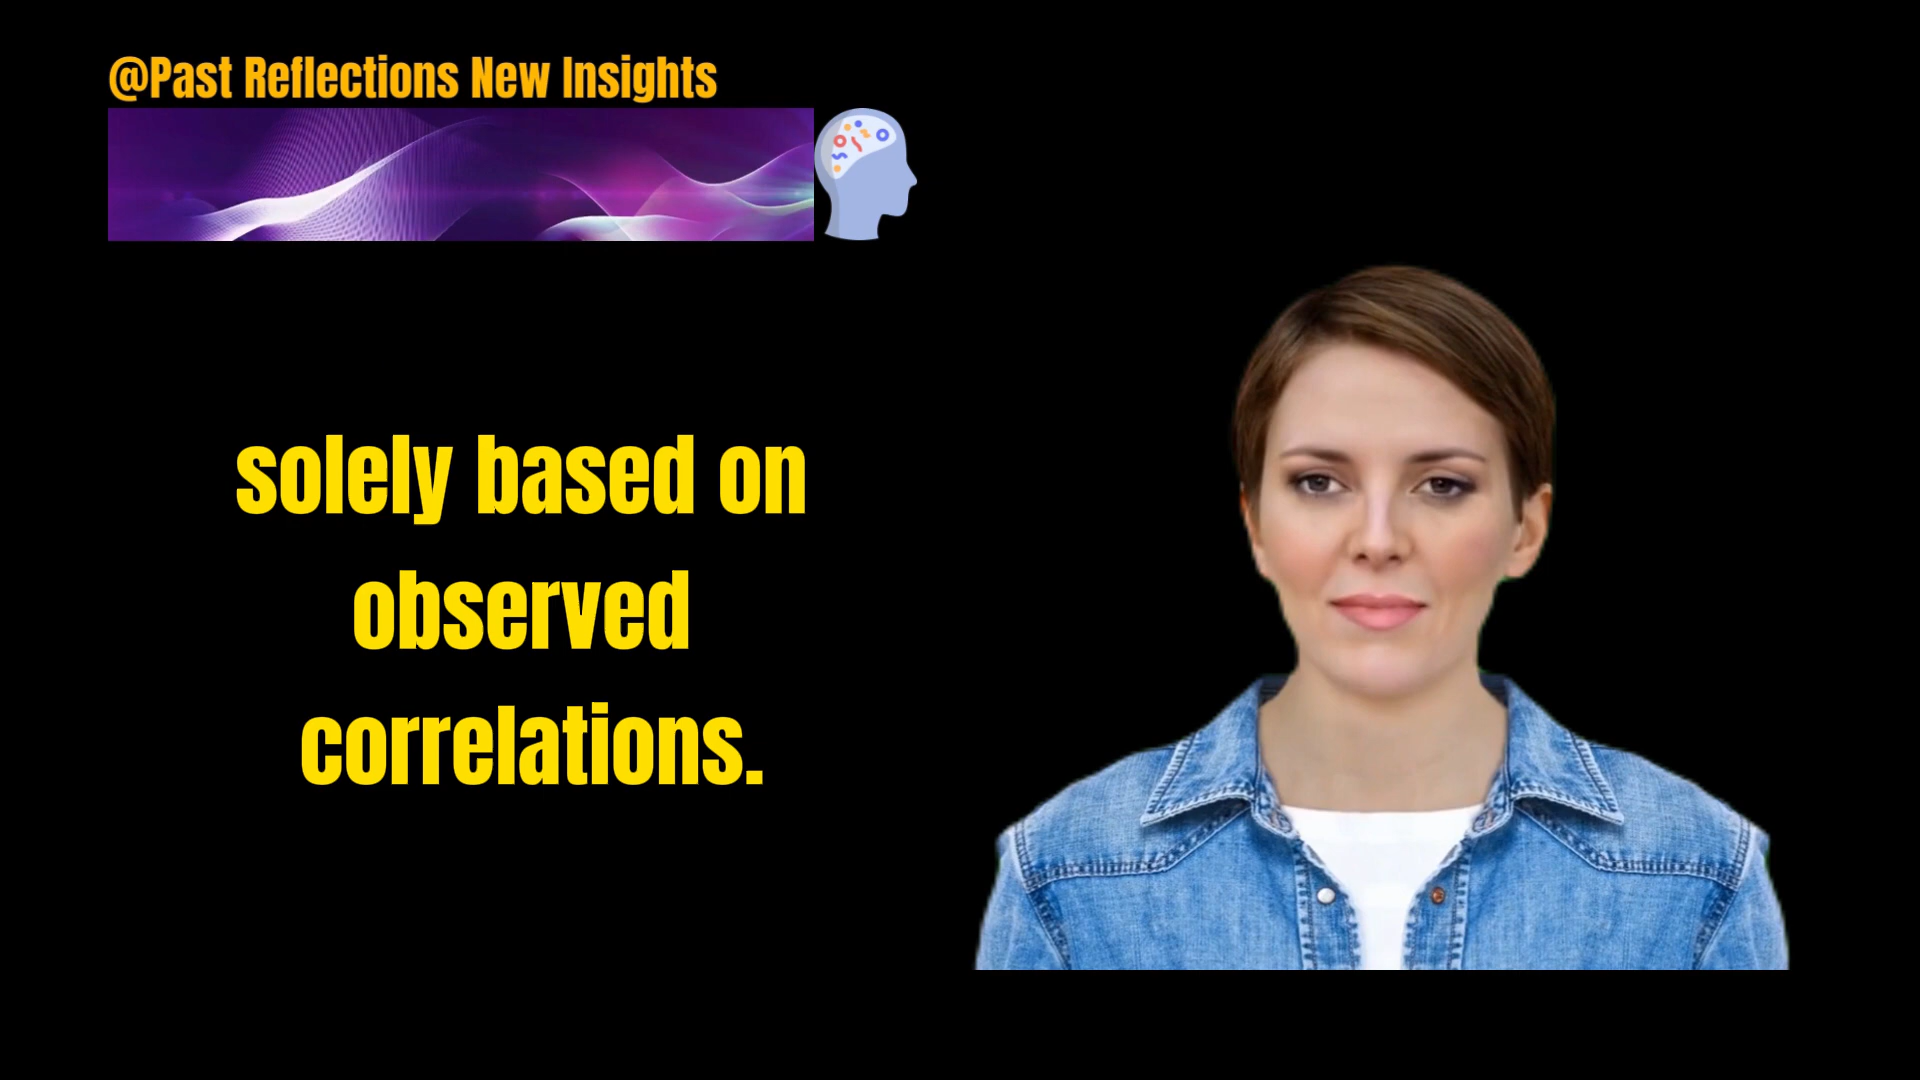 @Past Reflections New Insights
solely based on
observed
correlations.